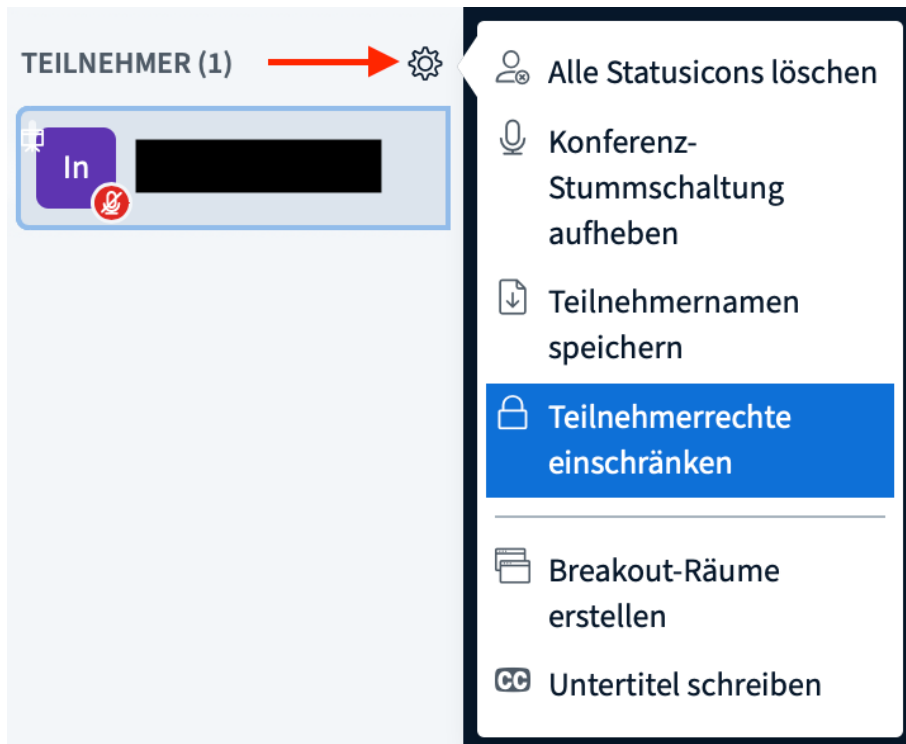 TEILNEHMER (1)
In
Alle Statusicons löschen
Konferenz-
Stummschaltung
aufheben
Teilnehmernamen
speichern
Teilnehmerrechte
einschränken
Breakout-Räume
erstellen
CC Untertitel schreiben